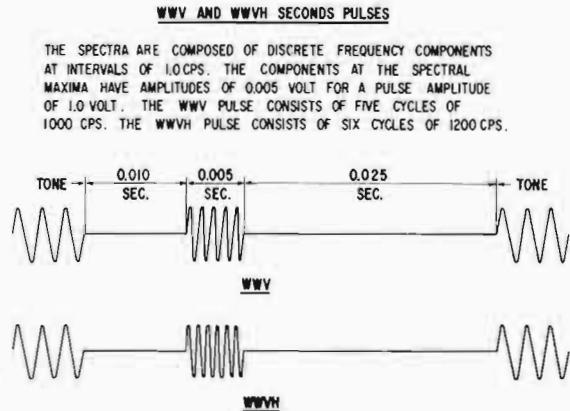 WWV AND WWVH SECONDS PULSES
THE SPECTRA ARE COMPOSED OF DISCRETE FREQUENCY COMPONENTS
AT INTERVALS OF 1.0 CPS. THE COMPONENTS AT THE SPECTRAL
MAXIMA HAVE AMPLITUDES OF 0.005 VOLT FOR A PULSE AMPLITUDE
OF 1.0 VOLT. THE WWV PULSE CONSISTS OF FIVE CYCLES OF
1000 CPS. THE WWVH PULSE CONSISTS OF SIX CYCLES OF 1200 CPS.
TONE 0.010 SEC. 0.005 SEC. 0.025 SEC. TONE
WWV
WWVH